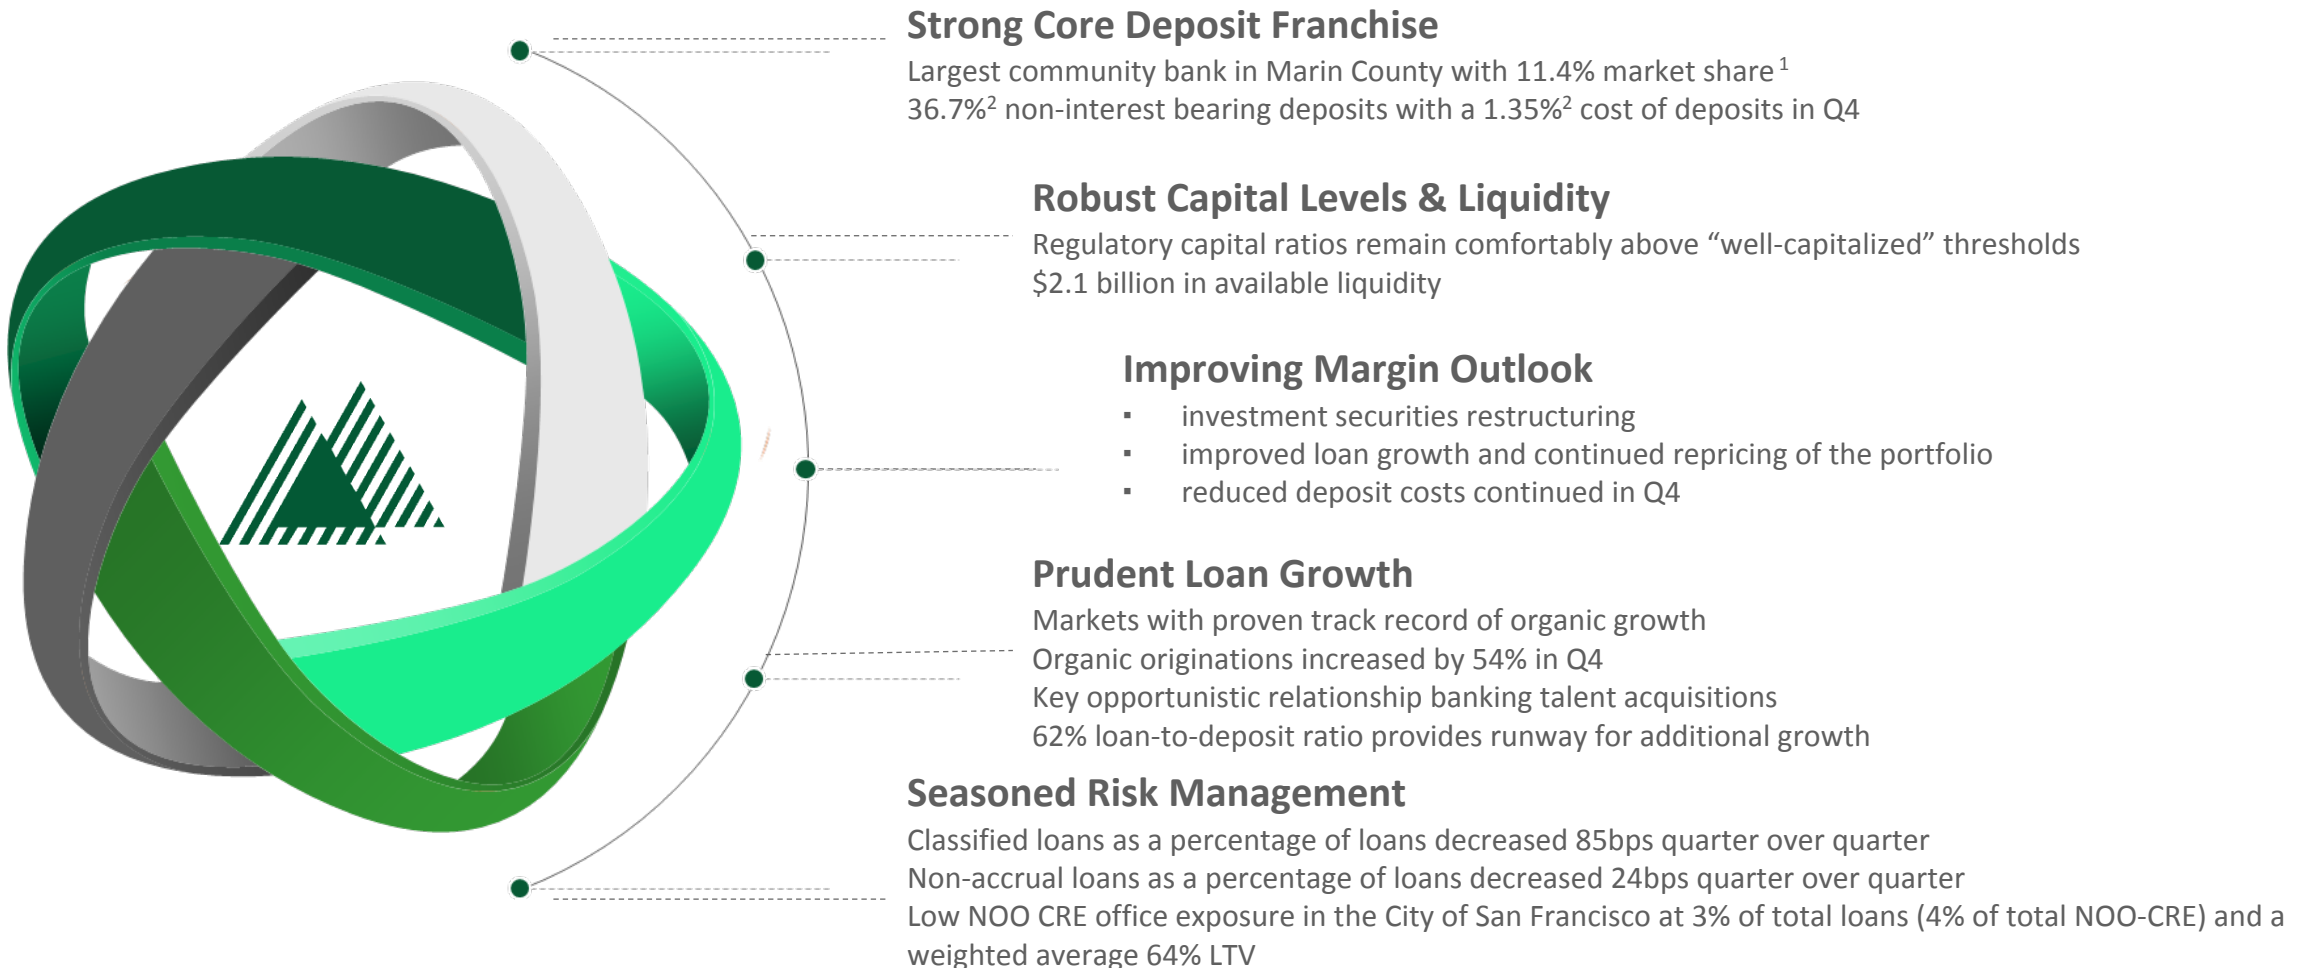 Strong Core Deposit Franchise
Largest community bank in Marin County with 11.4% market share 1
36.7%2 non-interest bearing deposits with a 1.35%2 cost of deposits in Q4
Robust Capital Levels & Liquidity
Regulatory capital ratios remain comfortably above “well-capitalized” thresholds
$2.1 billion in available liquidity
Improving Margin Outlook
▪ investment securities restructuring
▪ improved loan growth and continued repricing of the portfolio
▪ reduced deposit costs continued in Q4
Prudent Loan Growth
Markets with proven track record of organic growth
Organic originations increased by 54% in Q4
Key opportunistic relationship banking talent acquisitions
62% loan-to-deposit ratio provides runway for additional growth
Seasoned Risk Management
Classified loans as a percentage of loans decreased 85bps quarter over quarter
Non-accrual loans as a percentage of loans decreased 24bps quarter over quarter
Low NOO CRE office exposure in the City of San Francisco at 3% of total loans (4% of total NOO-CRE) and a
weighted average 64% LTV